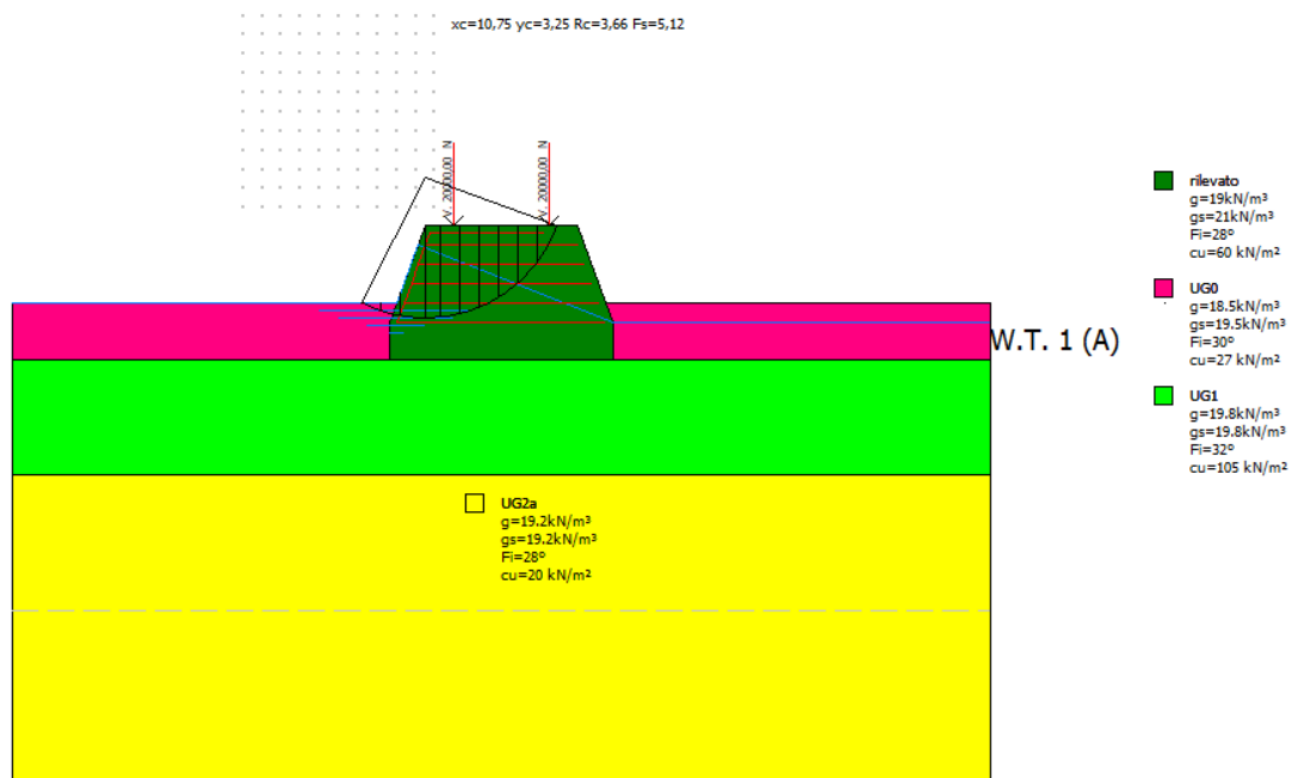 xc=10,75 yc=3,25 Rc=3,66 Fs=5,12
V. 20000,00 N
V. 20000,00 N
rilevato
g=19kN/m³
gs=21kN/m³
Fi=28°
cu=60 kN/m²
UG0
g=18.5kN/m³
gs=19.5kN/m³
Fi=30°
cu=27 kN/m²
W.T. 1 (A)
UG1
g=19.8kN/m³
gs=19.8kN/m³
Fi=32°
cu=105 kN/m²
UG2a
g=19.2kN/m³
gs=19.2kN/m³
Fi=28°
cu=20 kN/m²